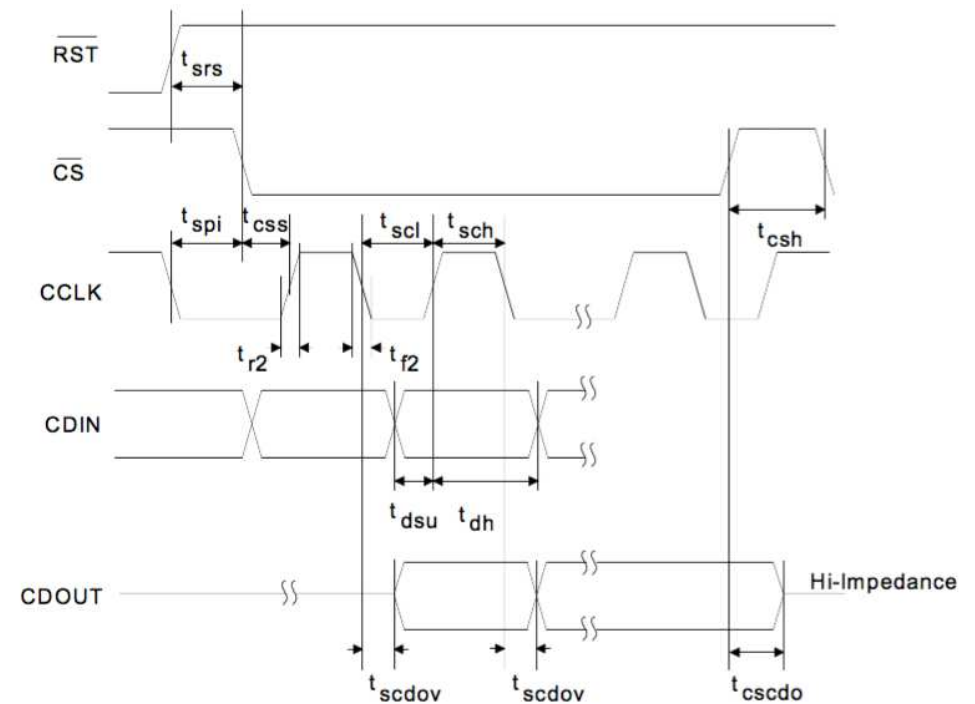 RST
t srs
CS
t spi
t css
t scl
t sch
t csh
CCLK
t r2
t f2
CDIN
t dsu
t dh
CDOUT
Hi-Impedance
t scdov
t scdov
t cscdo